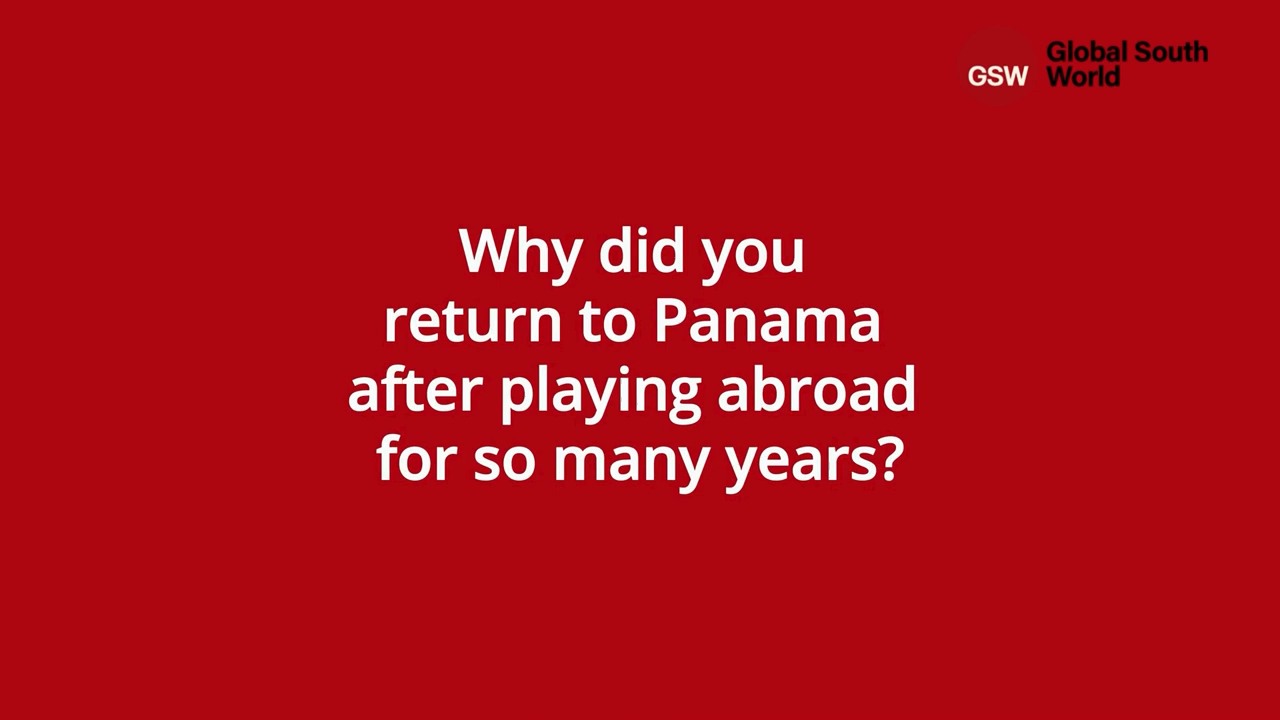 GSW
Global South
World
Why did you
return to Panama
after playing abroad
for so many years?